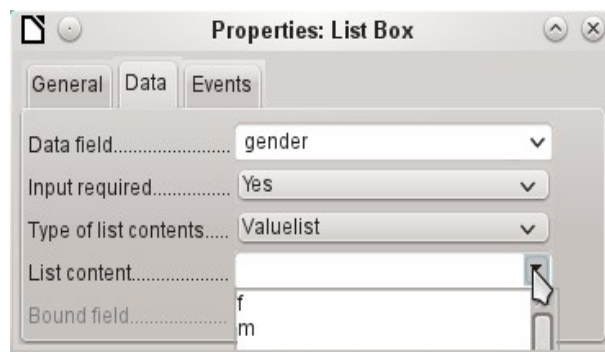 Properties: List Box
General Data Events
Data field....................... gender
Input required............... Yes
Type of list contents..... Valuelist
List content...................
f
m
Bound field...................